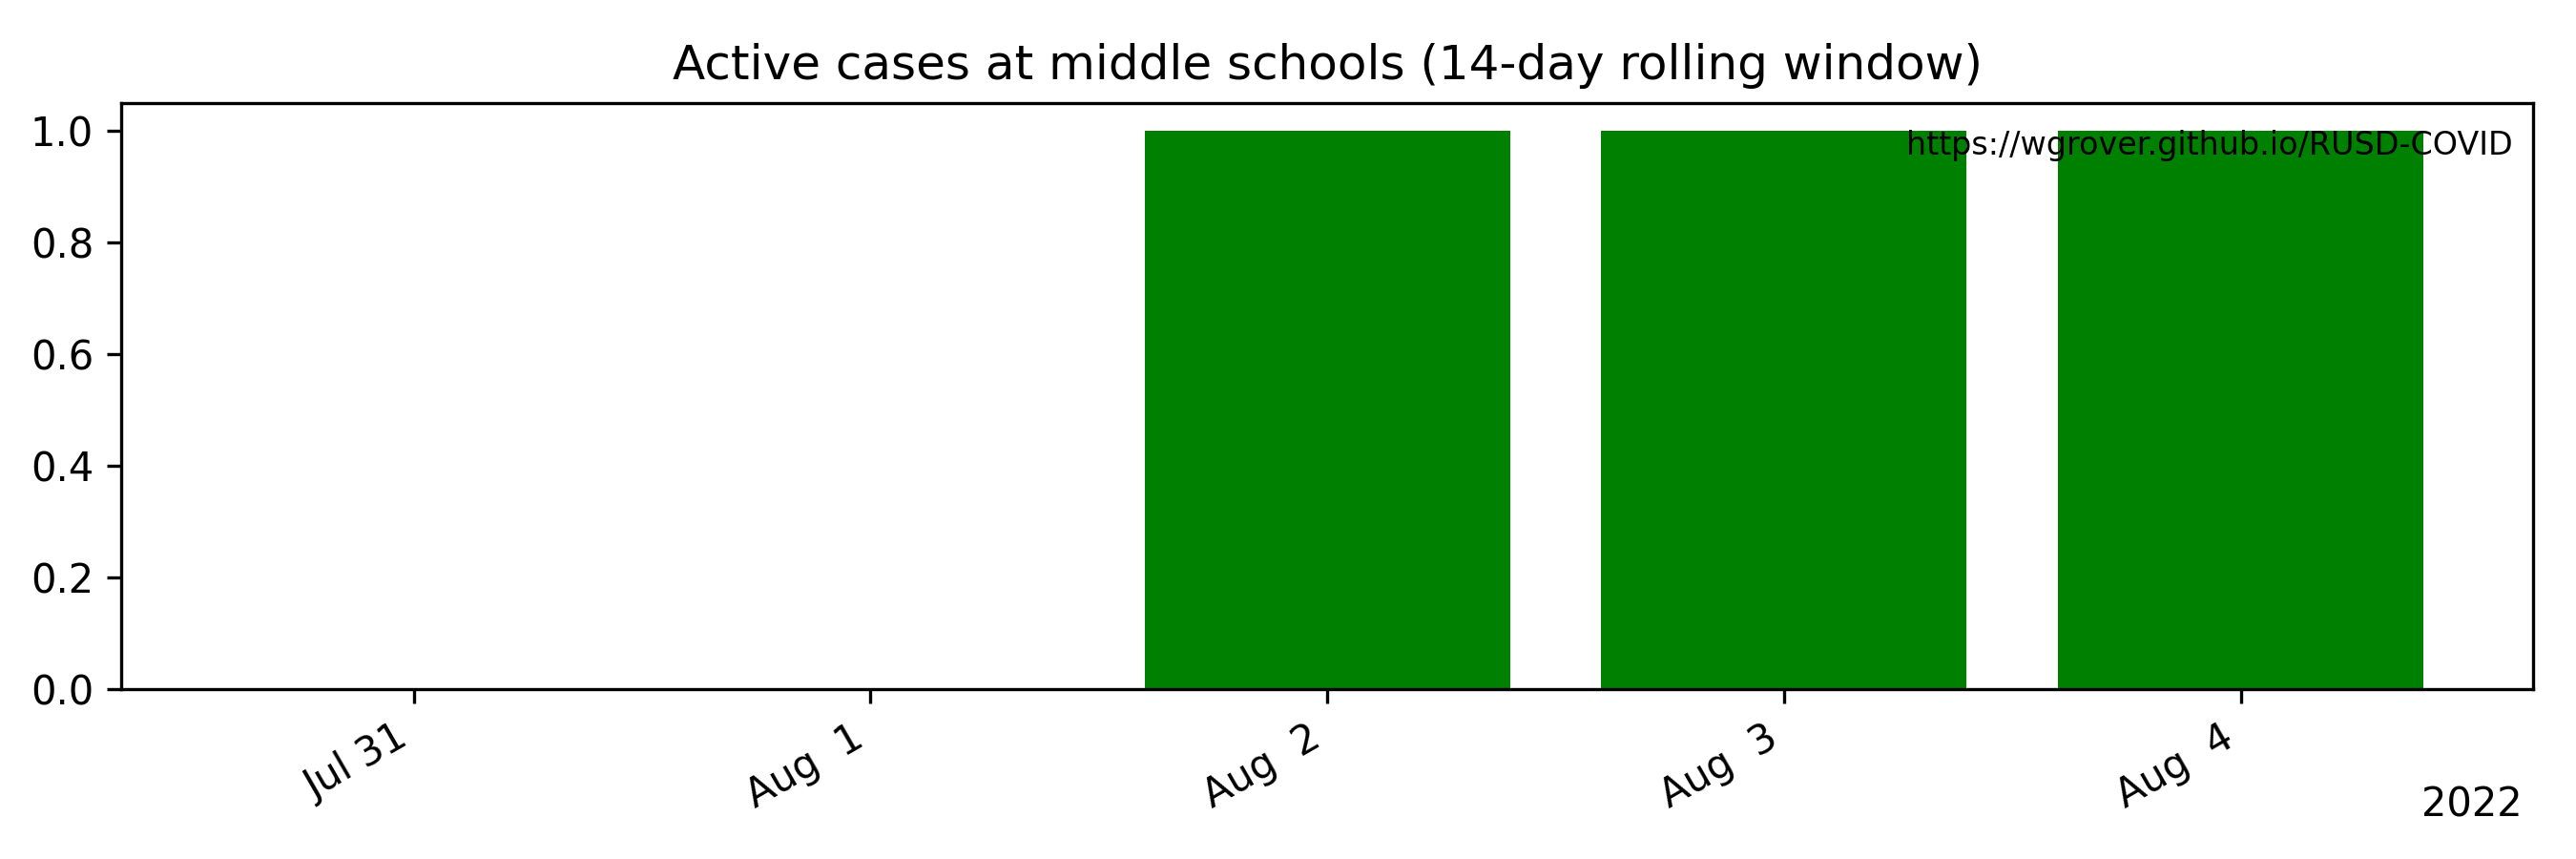 Active cases at middle schools (14-day rolling window)
https://wgrover.github.io/RUSD-COVID
1.0
0.8
0.6
0.4
0.2
0.0
Jul 31
Aug 1
Aug 2
Aug 3
Aug 4
2022